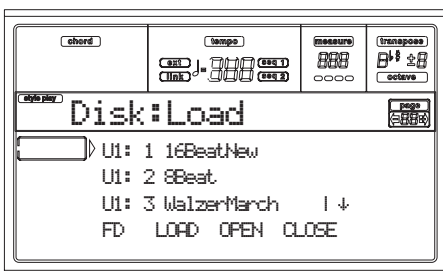 chord tempo measure transpose
ext seq 1
link seq 2
octave
style play Disk:Load page
U1: 1 16BeatNew
U1: 2 8Beat
U1: 3 WalzerMarch | ↓
FD LOAD OPEN CLOSE